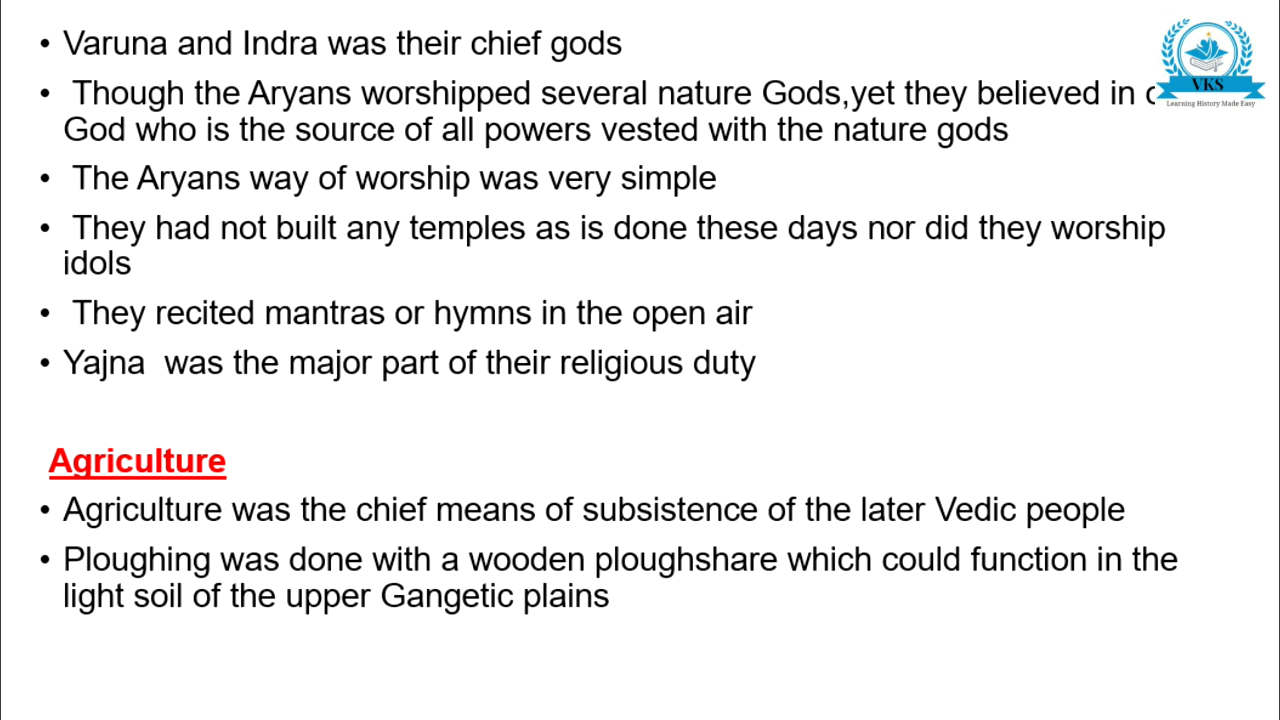 • Varuna and Indra was their chief gods
• Though the Aryans worshipped several nature Gods,yet they believed in
God who is the source of all powers vested with the nature gods
• The Aryans way of worship was very simple
• They had not built any temples as is done these days nor did they worship
idols
• They recited mantras or hymns in the open air
• Yajna was the major part of their religious duty
Agriculture
• Agriculture was the chief means of subsistence of the later Vedic people
• Ploughing was done with a wooden ploughshare which could function in the
light soil of the upper Gangetic plains
VKS
Learning History Made Easy